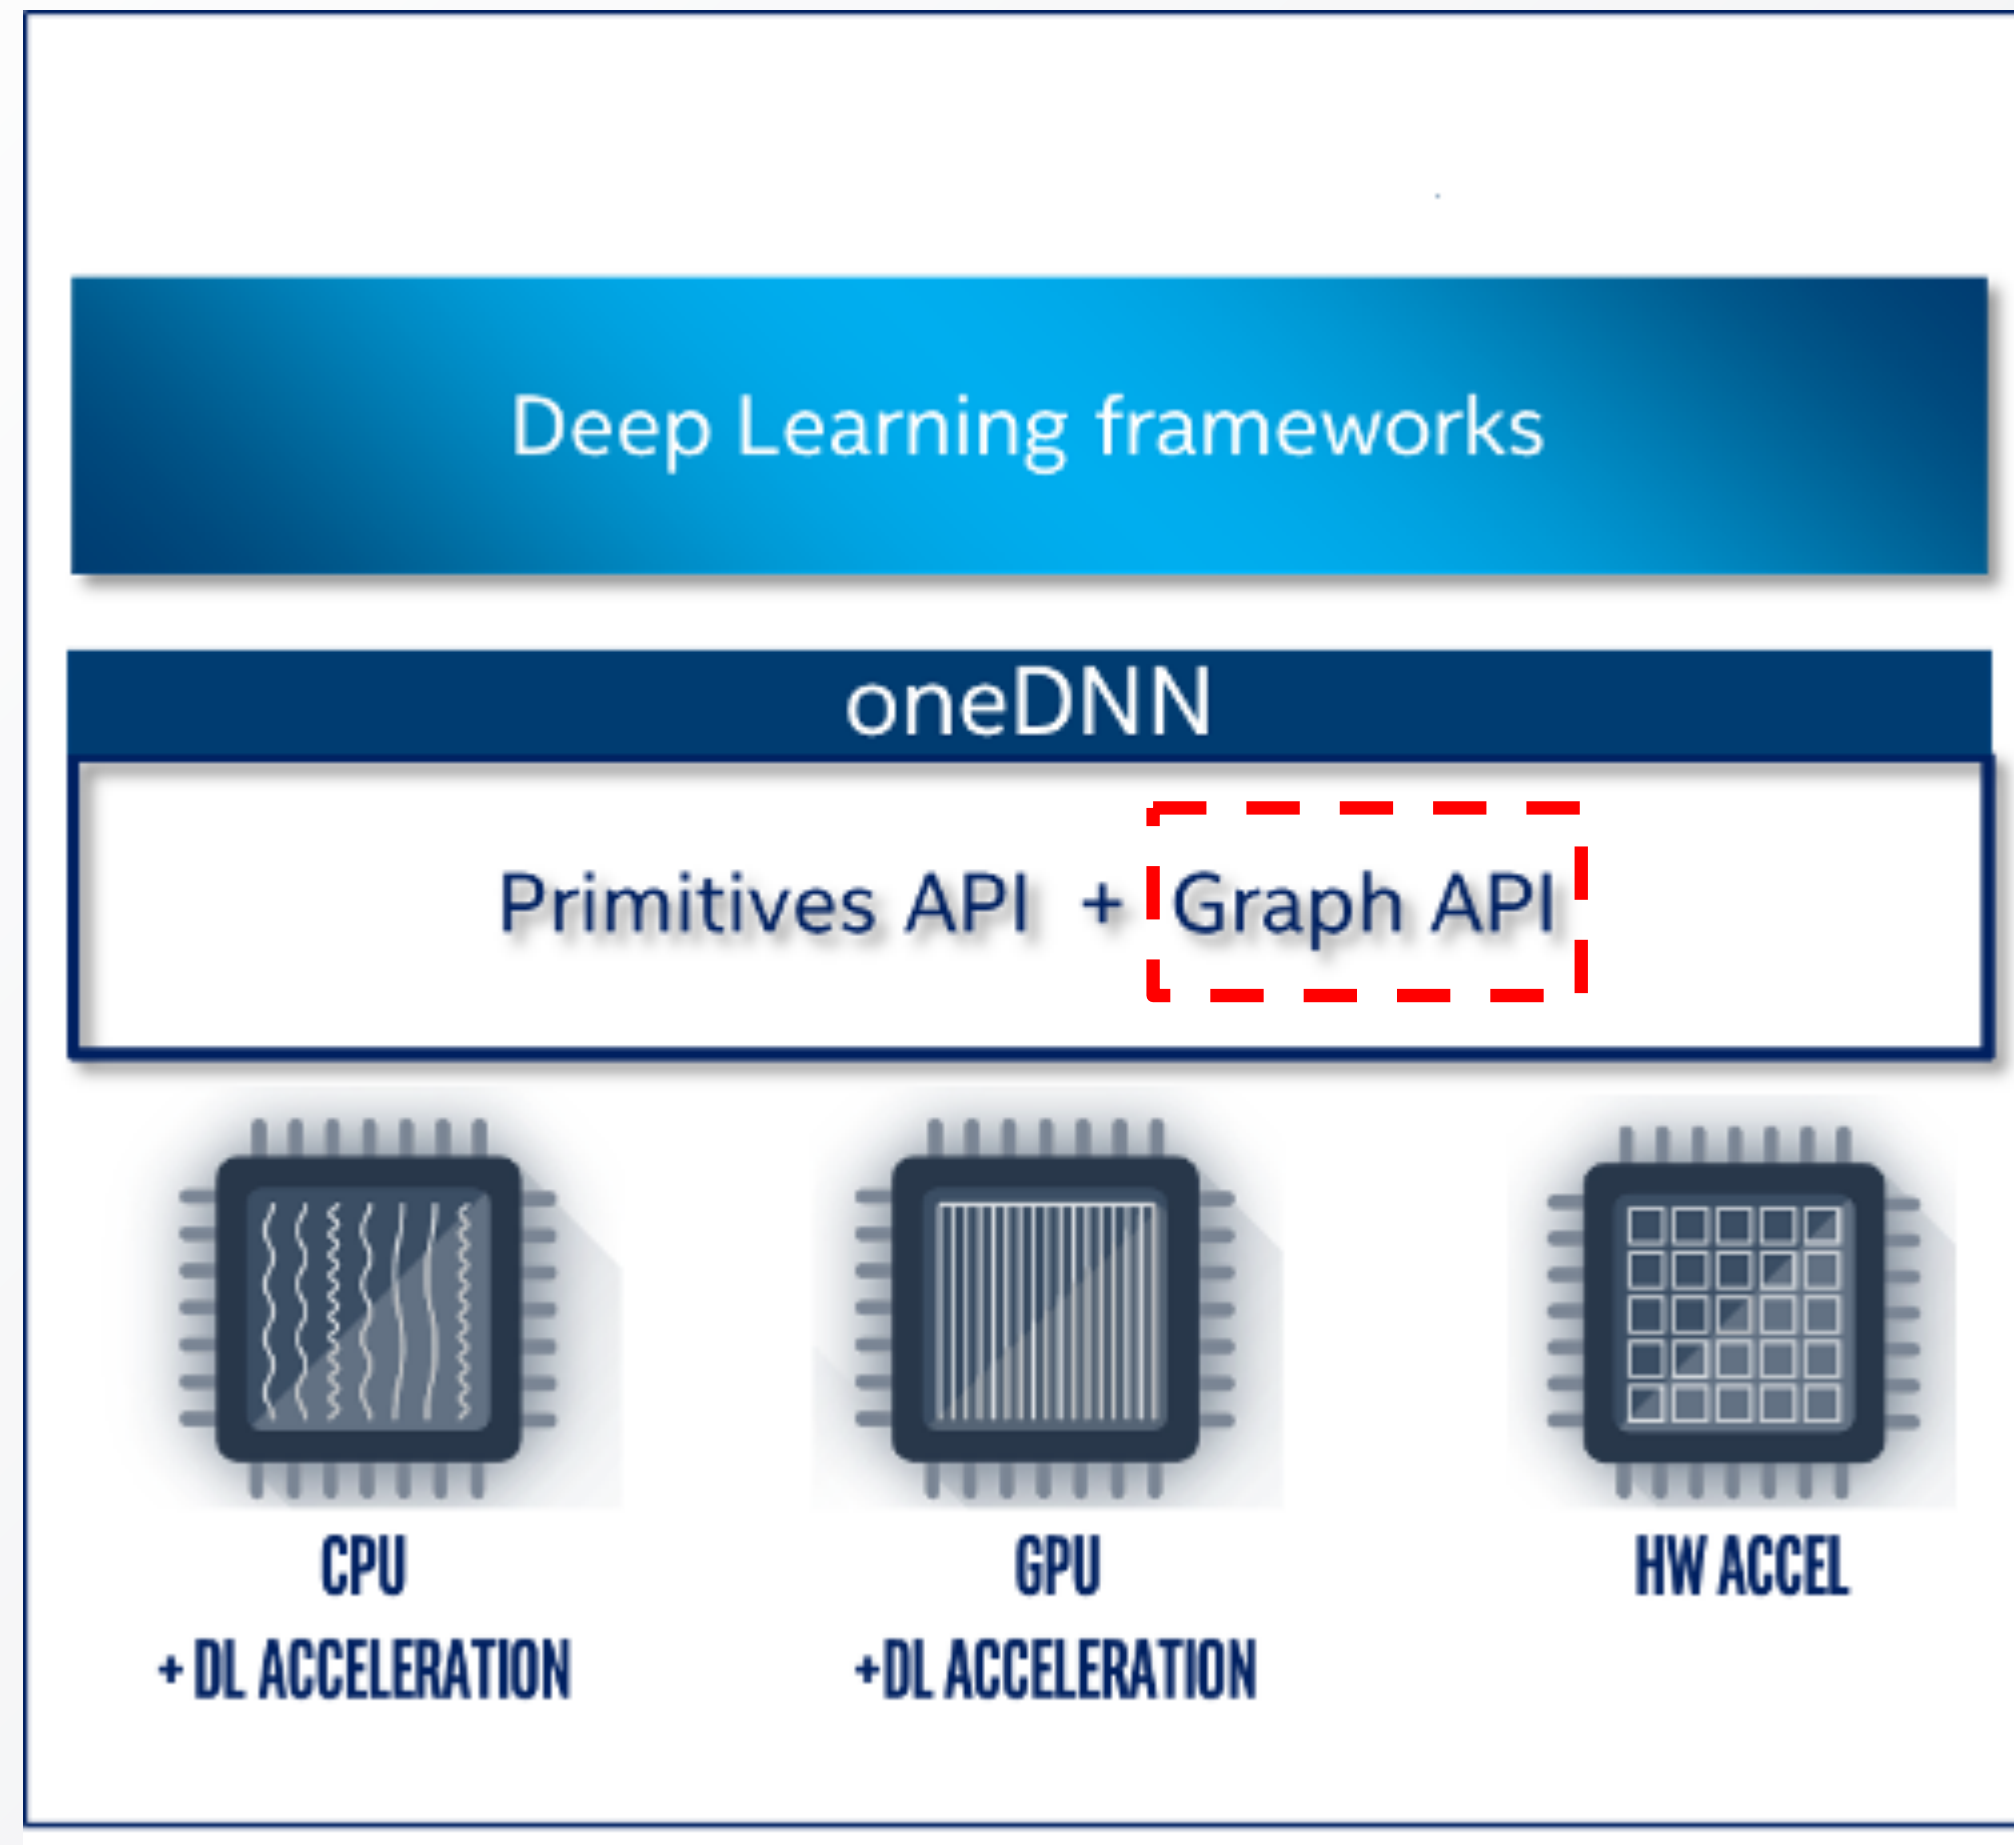 Deep Learning frameworks
oneDNN
Primitives API + Graph API
CPU
+ DL ACCELERATION
GPU
+DL ACCELERATION
HW ACCEL